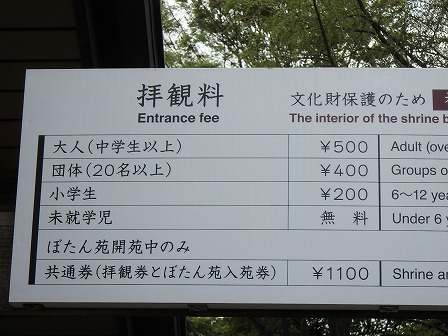 拝観料
Entrance fee
文化財保護のため
The interior of the shrine
大人(中学生以上) ¥500 Adult
団体(20名以上) ¥400 Groups
小学生 ¥200 6〜12
未就学児 無料 Under 6
ぼたん苑開苑中のみ
共通券(拝観券とぼたん苑入苑券) ¥1100 Shrine